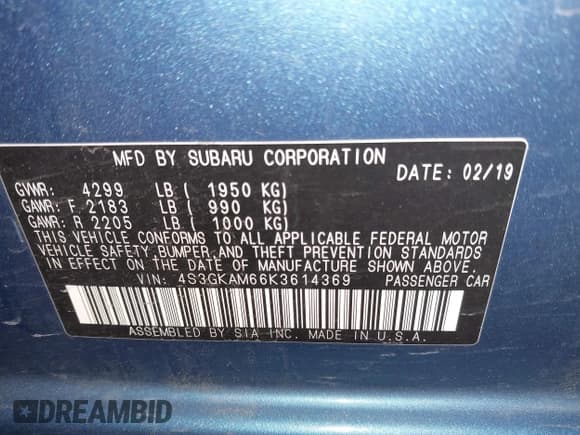 MFD BY SUBARU CORPORATION DATE: 02/19
GVWR: 4299 LB ( 1950 KG)
GAWR: F 2183 LB ( 990 KG)
GAWR: R 2205 LB ( 1000 KG)
THIS VEHICLE CONFORMS TO ALL APPLICABLE FEDERAL MOTOR
VEHICLE SAFETY, BUMPER, AND THEFT PREVENTION STANDARDS
IN EFFECT ON THE DATE OF MANUFACTURE SHOWN ABOVE.
VIN: 4S3GKAM66K3614369 PASSENGER CAR
ASSEMBLED BY SIA INC. MADE IN U.S.A.
DREAMBID